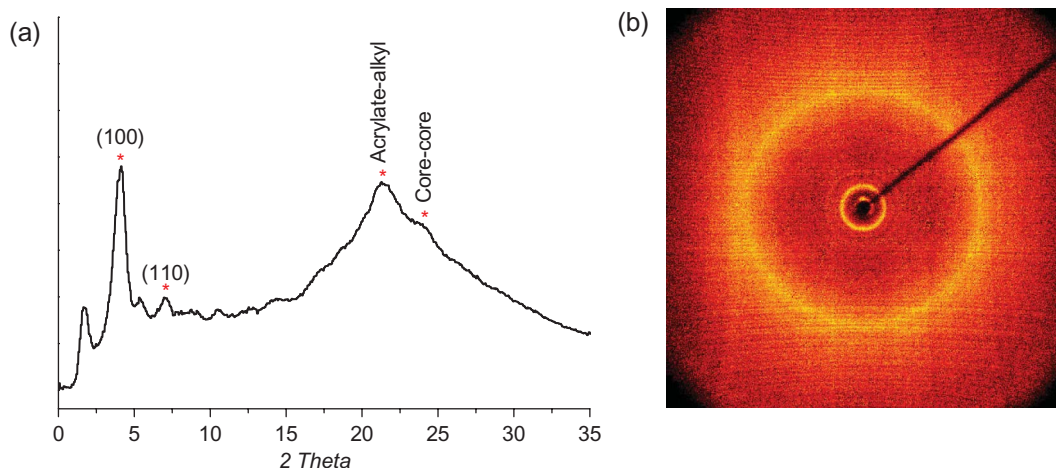 (a)
(b)
(100)
*
(110)
*
Acrylate-alkyl
*
Core-core
*
0 5 10 15 20 25 30 35
2 Theta